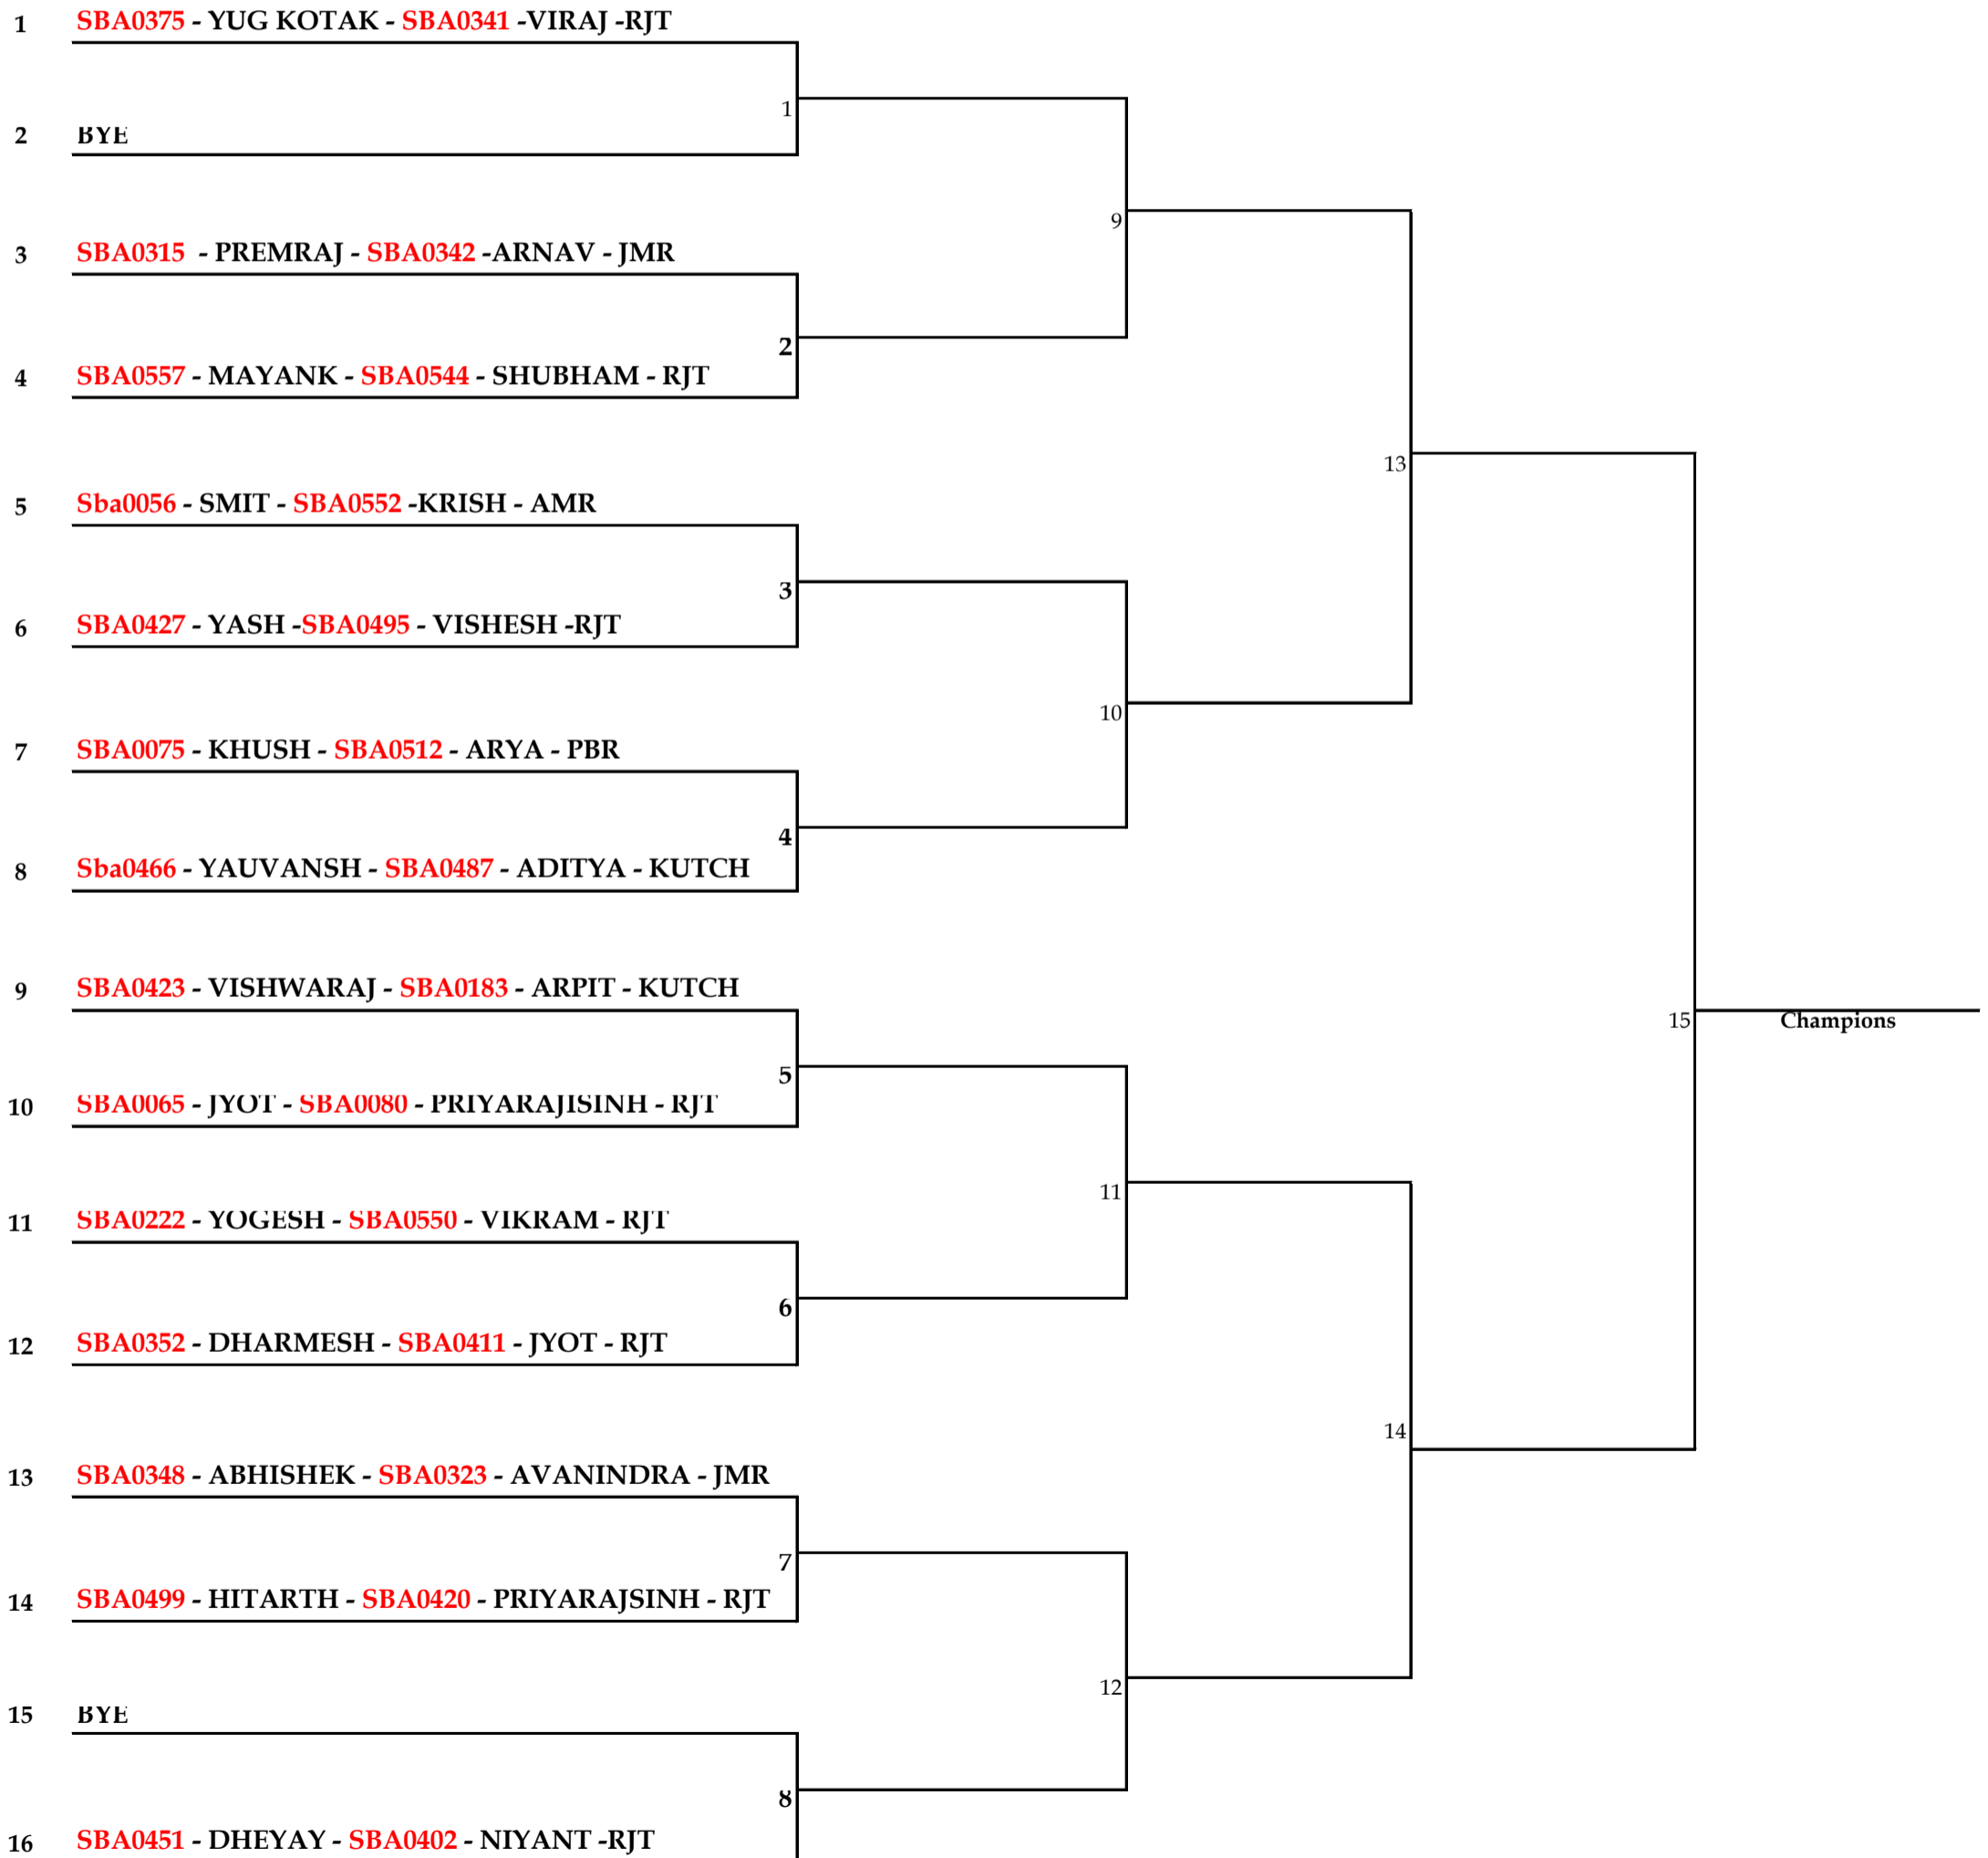 1 SBA0375 - YUG KOTAK - SBA0341 -VIRAJ -RJT
1
2 BYE
9
3 SBA0315 - PREMRAJ - SBA0342 -ARNAV - JMR
2
4 SBA0557 - MAYANK - SBA0544 - SHUBHAM - RJT
13
5 Sba0056 - SMIT - SBA0552 -KRISH - AMR
3
6 SBA0427 - YASH -SBA0495 - VISHESH -RJT
10
7 SBA0075 - KHUSH - SBA0512 - ARYA - PBR
4
8 Sba0466 - YAUVANSH - SBA0487 - ADITYA - KUTCH
9 SBA0423 - VISHWARAJ - SBA0183 - ARPIT - KUTCH
15 Champions
5
10 SBA0065 - JYOT - SBA0080 - PRIYARAJISINH - RJT
11
11 SBA0222 - YOGESH - SBA0550 - VIKRAM - RJT
6
12 SBA0352 - DHARMESH - SBA0411 - JYOT - RJT
14
13 SBA0348 - ABHISHEK - SBA0323 - AVANINDRA - JMR
7
14 SBA0499 - HITARTH - SBA0420 - PRIYARAJSINH - RJT
12
15 BYE
8
16 SBA0451 - DHEYAY - SBA0402 - NIYANT -RJT